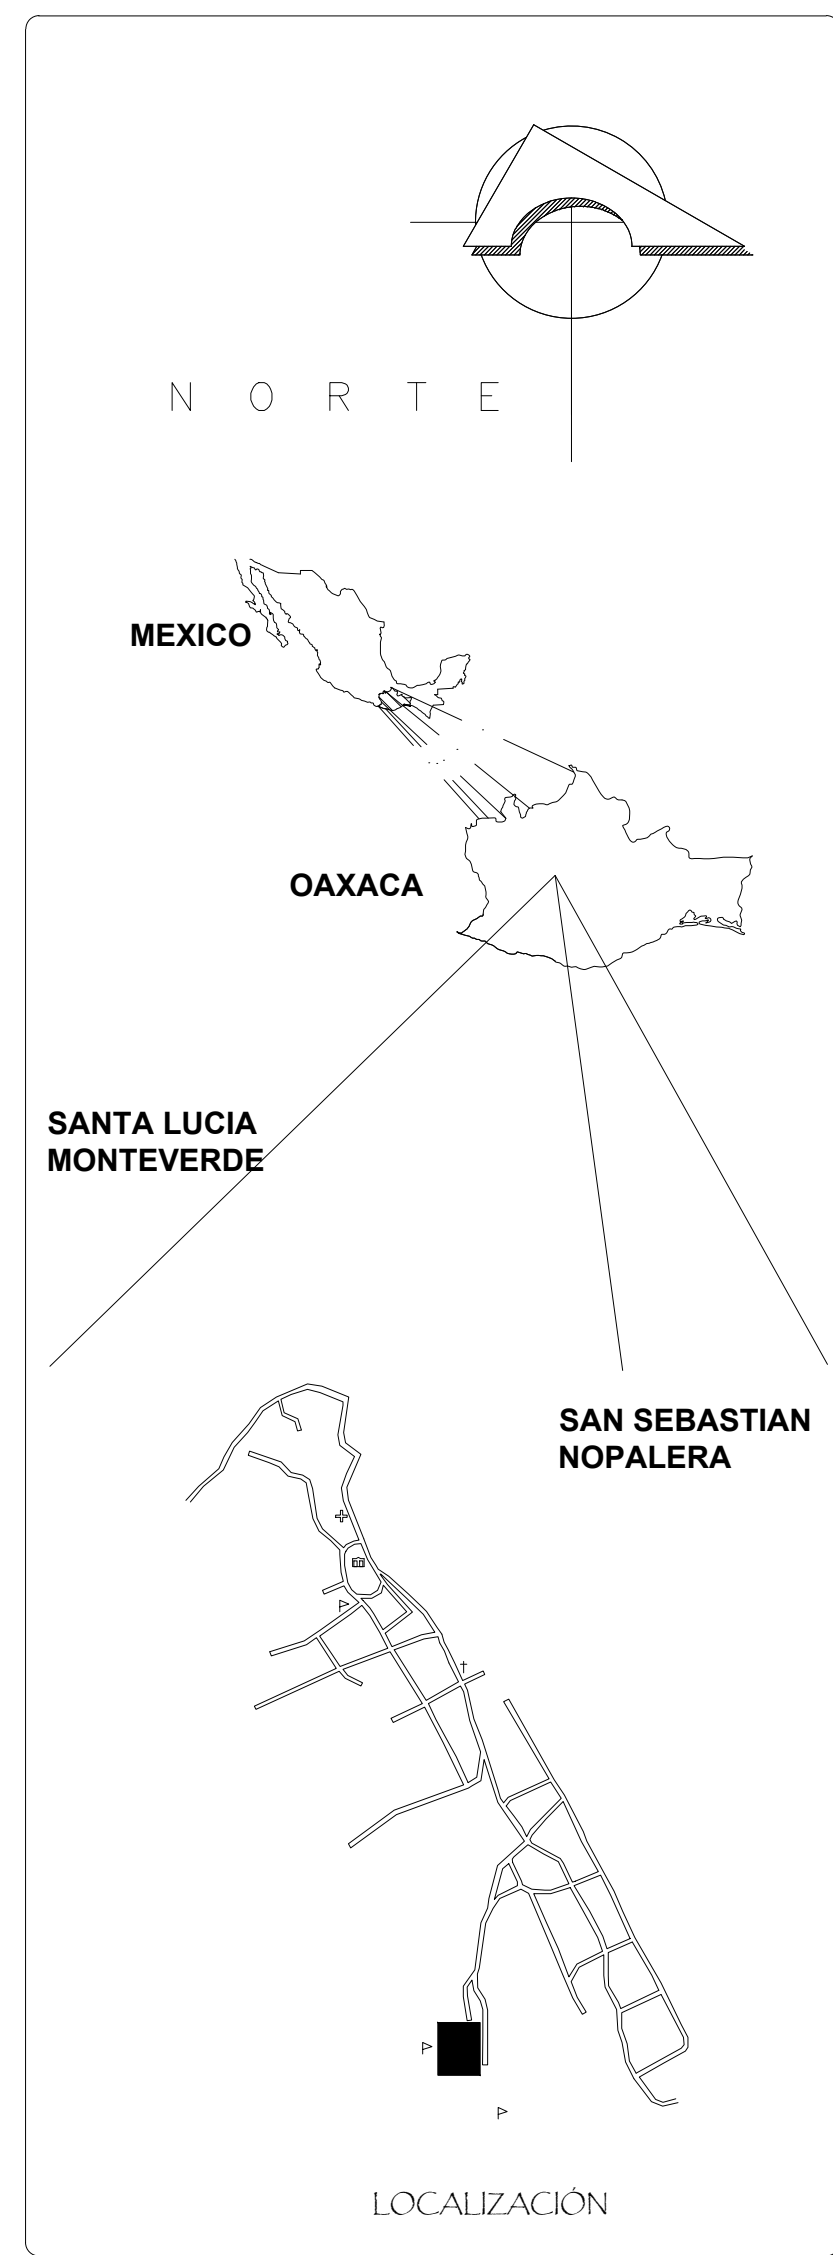 N O R T E
MEXICO
OAXACA
SANTA LUCIA
MONTEVERDE
SAN SEBASTIAN
NOPALERA
LOCALIZACIÓN